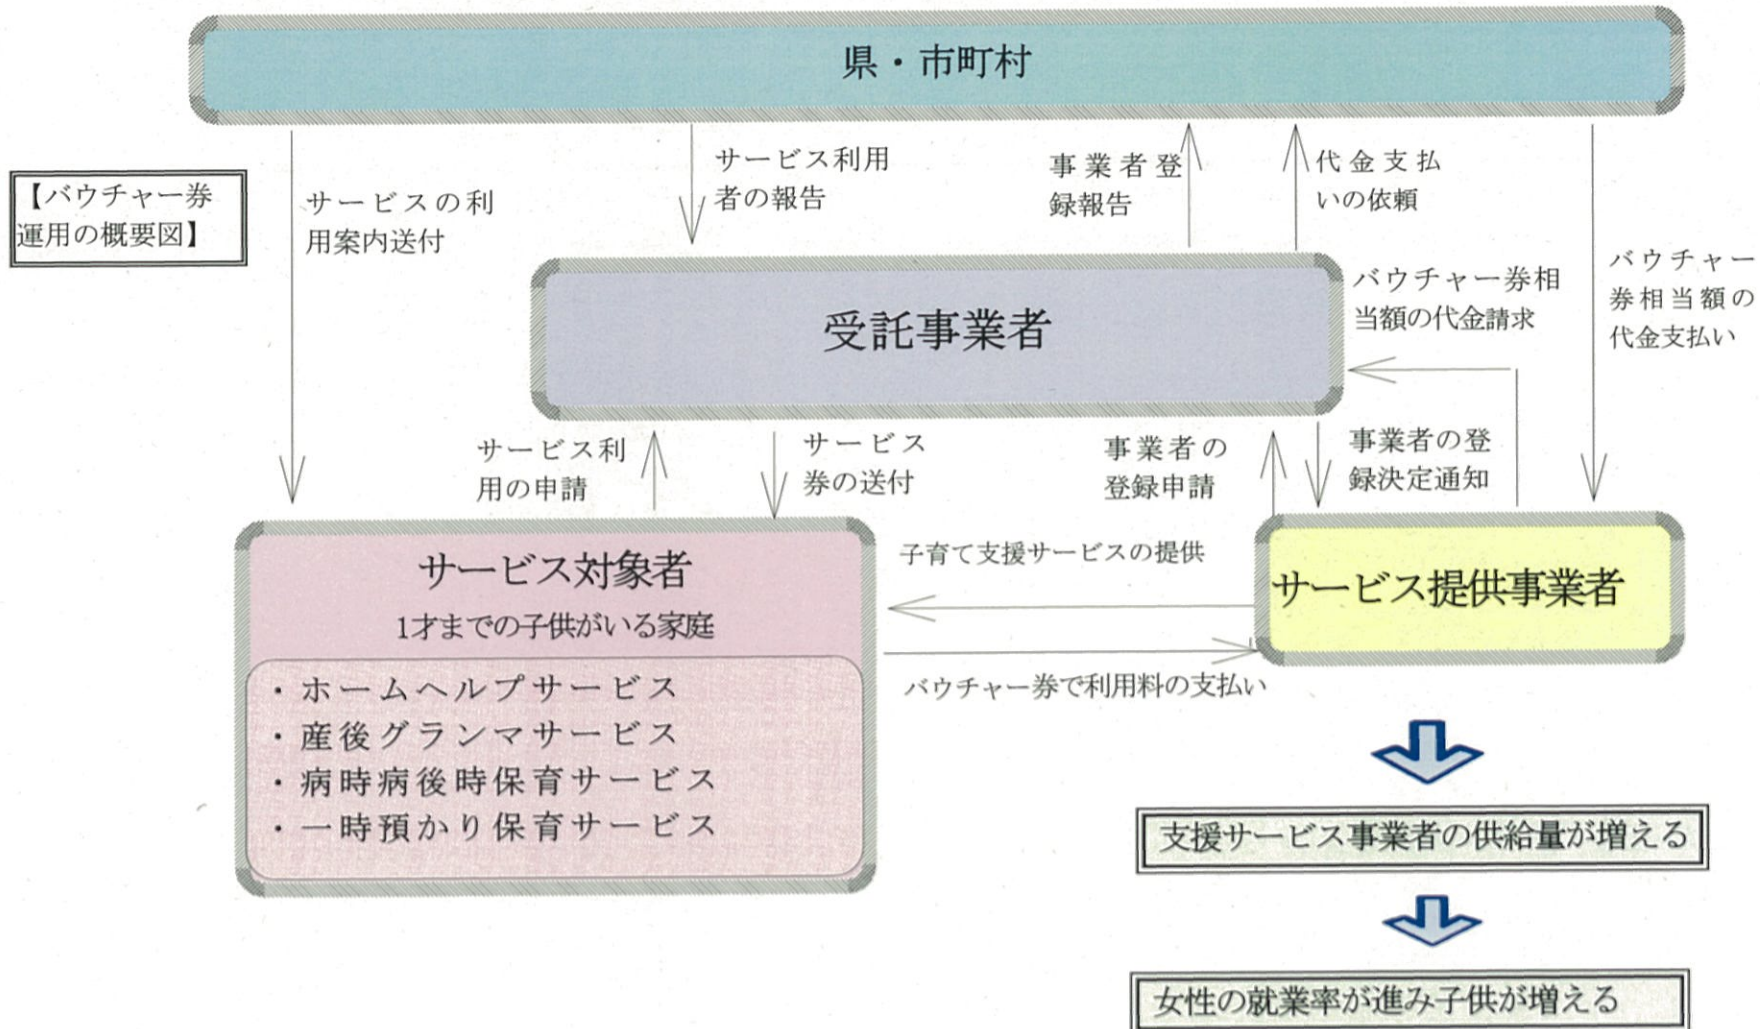 県・市町村
【バウチャー券
運用の概要図】
サービスの利
用案内送付
サービス利用
者の報告
事業者登
録報告
代金支払
いの依頼
バウチャー
券相当額の
代金支払い
受託事業者
バウチャー券相
当額の代金請求
サービス利
用の申請
サービス
券の送付
事業者の
登録申請
事業者の登
録決定通知
サービス対象者
1才までの子供がいる家庭
・ホームヘルプサービス
・産後グランマサービス
・病時病後時保育サービス
・一時預かり保育サービス
子育て支援サービスの提供
バウチャー券で利用料の支払い
サービス提供事業者
支援サービス事業者の供給量が増える
女性の就業率が進み子供が増える